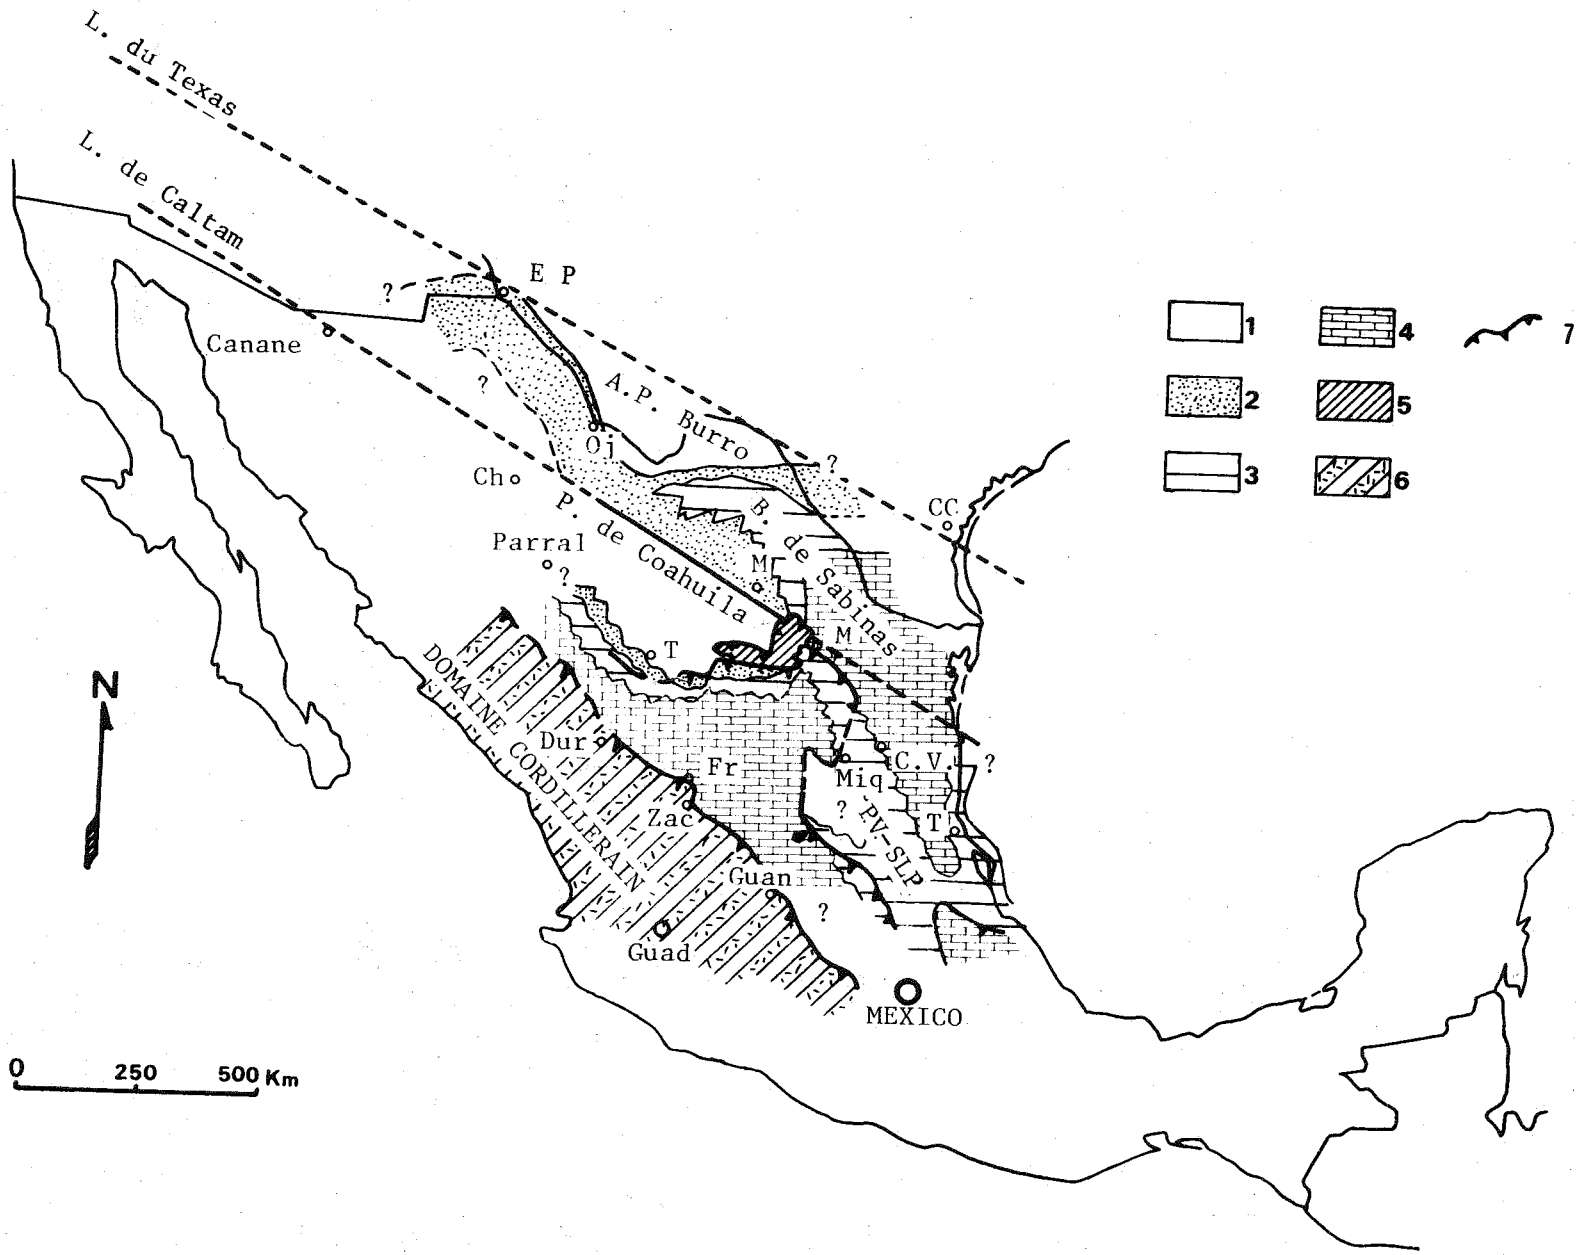 L. du Texas
L. de Caltam
?
E P
Canane
?
A.P. Burro
Oj
?
Ch
P. de Coahuila
B. de Sabinas
CC
Parral
?
M
M
T
N
DOMAINE CORDILLERAIN
Dur
Fr
C.V.
?
Miq
?
PV-SLP
Zac
T
Guan
?
Guad
MEXICO
0 250 500 Km
1
2
3
4
5
6
7